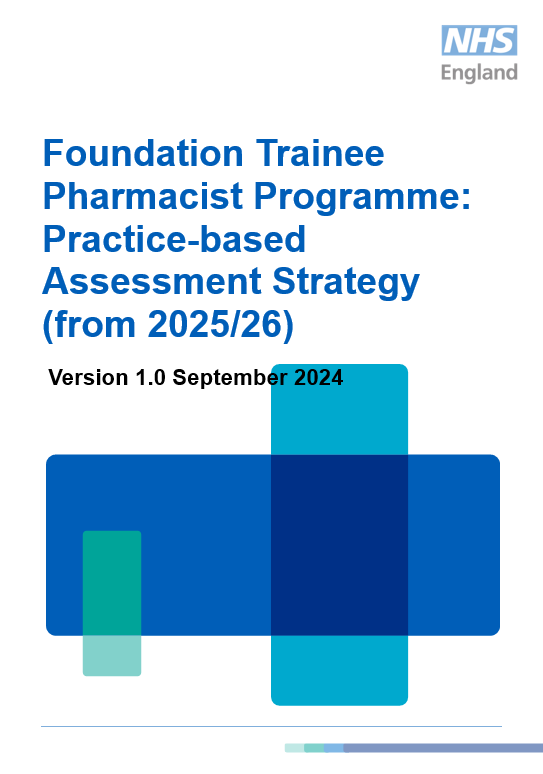 NHS
England
Foundation Trainee
Pharmacist Programme:
Practice-based
Assessment Strategy
(from 2025/26)
Version 1.0 September 2024